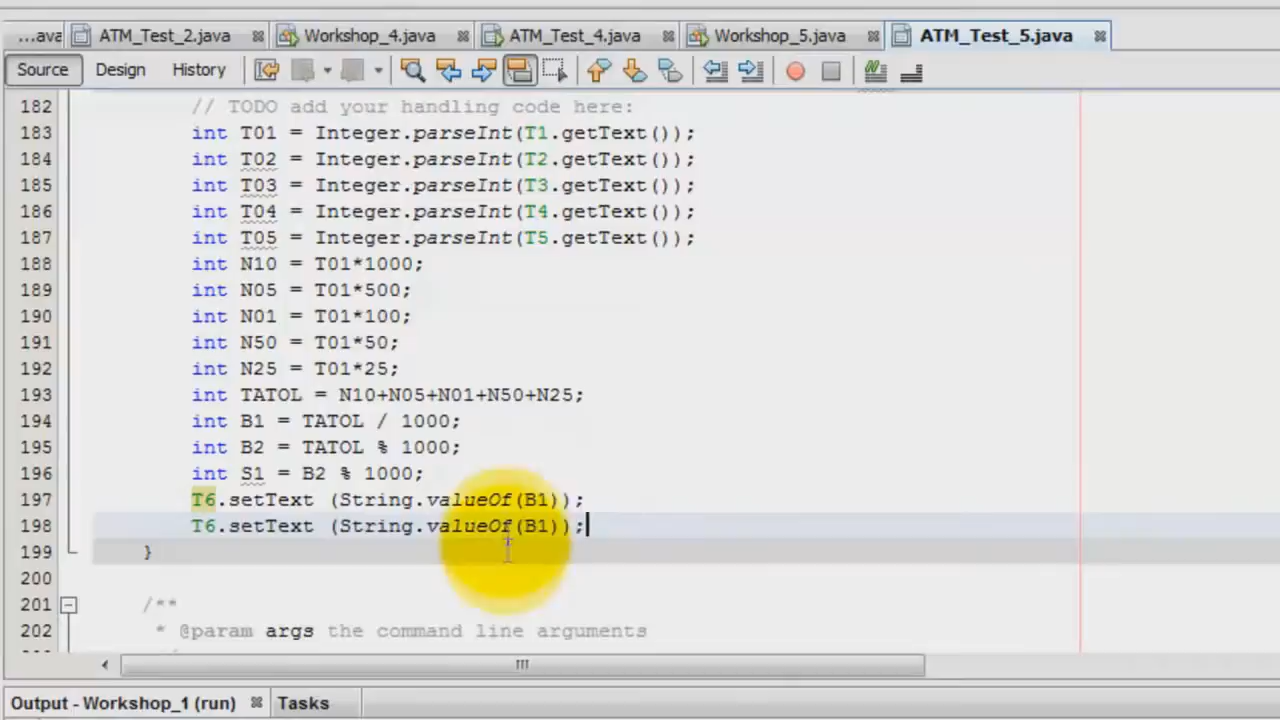 ...ava ATM_Test_2.java Workshop_4.java ATM_Test_4.java Workshop_5.java ATM_Test_5.java
Source Design History
182 // TODO add your handling code here:
183 int T01 = Integer.parseInt(T1.getText());
184 int T02 = Integer.parseInt(T2.getText());
185 int T03 = Integer.parseInt(T3.getText());
186 int T04 = Integer.parseInt(T4.getText());
187 int T05 = Integer.parseInt(T5.getText());
188 int N10 = T01*1000;
189 int N05 = T01*500;
190 int N01 = T01*100;
191 int N50 = T01*50;
192 int N25 = T01*25;
193 int TATOL = N10+N05+N01+N50+N25;
194 int B1 = TATOL / 1000;
195 int B2 = TATOL % 1000;
196 int S1 = B2 % 1000;
197 T6.setText (String.valueOf(B1));
198 T6.setText (String.valueOf(B1));
199 }
200
201 /**
202 * @param args the command line arguments
Output - Workshop_1 (run) Tasks